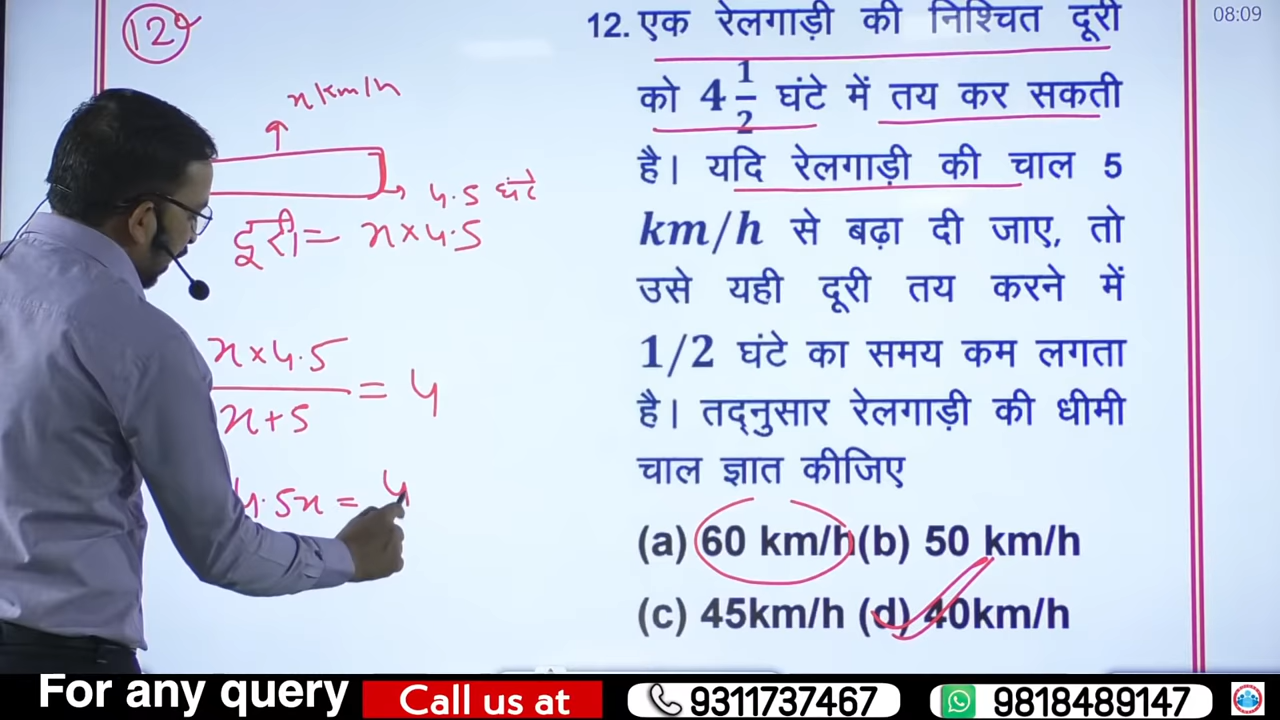 08:09
12
x km/h
4.5 घंटे
दूरी = x × 4.5
x × 4.5
x + 5
= 4
4.5x = 4
12. एक रेलगाड़ी की निश्चित दूरी
को 4 1/2 घंटे में तय कर सकती
है। यदि रेलगाड़ी की चाल 5
km/h से बढ़ा दी जाए, तो
उसे यही दूरी तय करने में
1/2 घंटे का समय कम लगता
है। तद्नुसार रेलगाड़ी की धीमी
चाल ज्ञात कीजिए
(a) 60 km/h (b) 50 km/h
(c) 45km/h (d) 40km/h
For any query Call us at 9311737467 9818489147